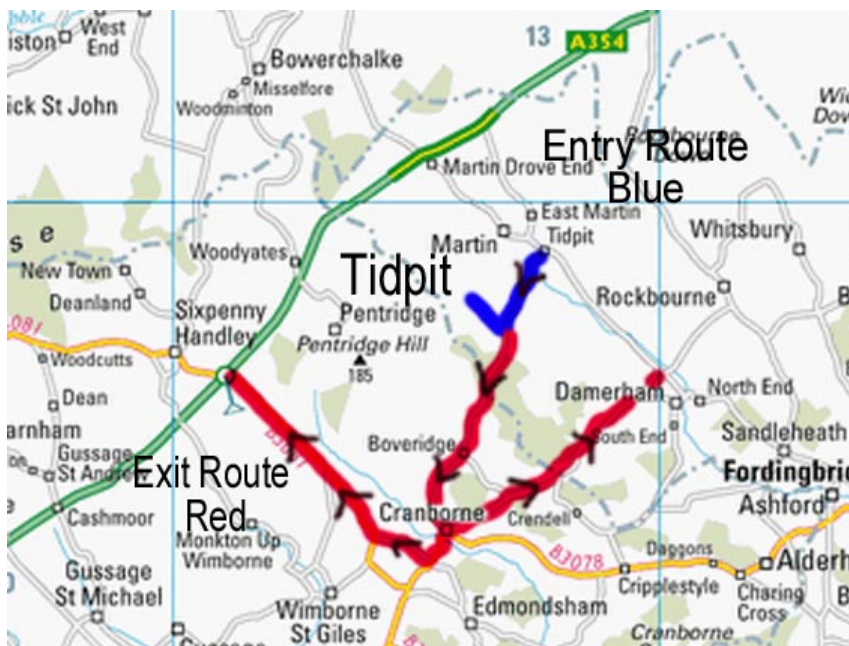 West
End
13
A354
Bowerchalke
Misselfore
Woodminton
ick St John
Martin Drove End
Entry Route
Blue
East Martin
Martin
Tidpit
Whitsbury
s e
Woodyates
Tidpit
New Town
Deanland
Rockbourne
Sixpenny
Handley
Pentridge
Pentridge Hill
185
Woodcutts
Dean
Damerham
North End
South End
arnham
Gussage
Boveridge
Sandleheath
Exit Route
Red
Fordingbri
Ashford
Cashmoor
Cranborne
Crendell
Monkton Up
Wimborne
B3078
Daggons
Alderh
Cripplestyle
Charing
Cross
Gussage
St Michael
Wimborne
St Giles
Edmondsham
Cranborne